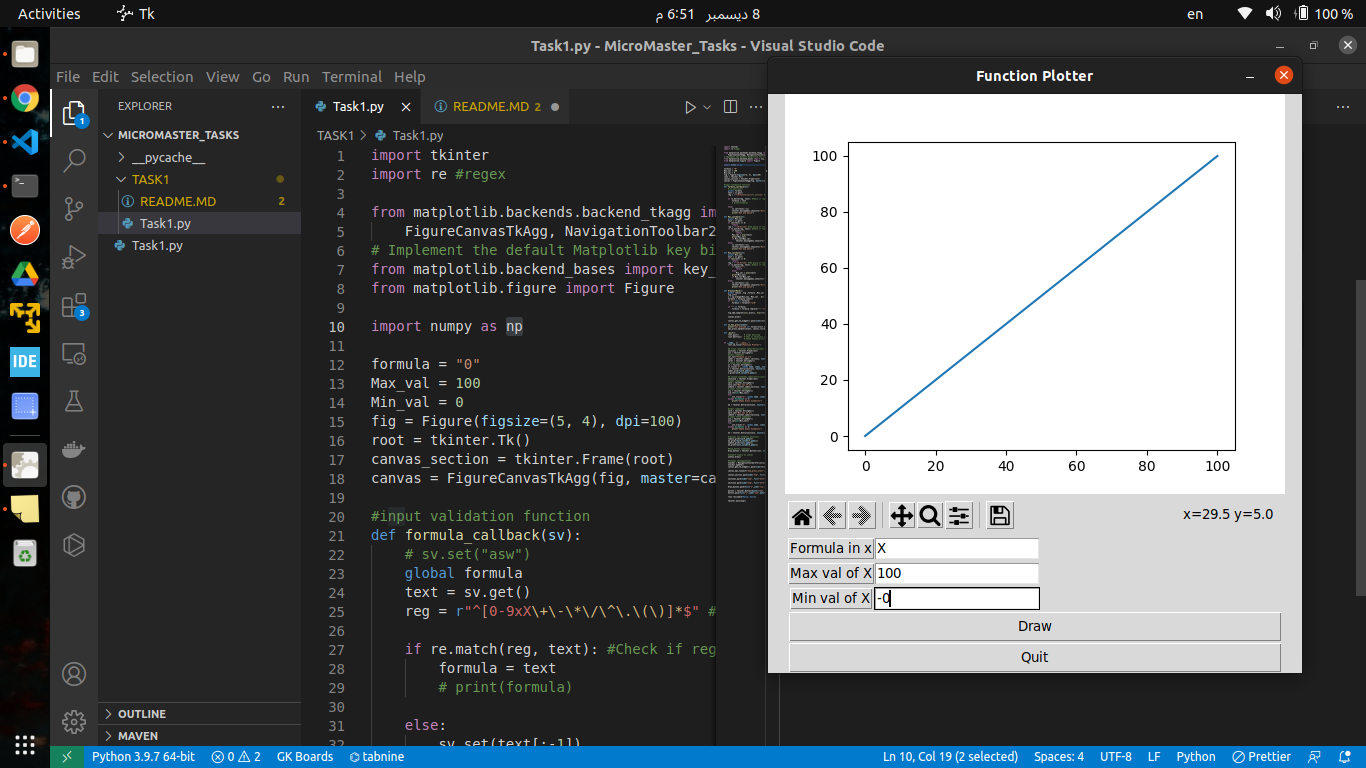 Activities Tk 8 ديسمبر 6:51 م en 100 %
Task1.py - MicroMaster_Tasks - Visual Studio Code
File Edit Selection View Go Run Terminal Help
EXPLORER
MICROMASTER_TASKS
__pycache__
TASK1
README.MD 2
Task1.py
Task1.py
OUTLINE
MAVEN
1
3
IDE
Task1.py README.MD 2
TASK1 > Task1.py
1 import tkinter
2 import re #regex
3
4 from matplotlib.backends.backend_tkagg im
5 FigureCanvasTkAgg, NavigationToolbar2
6 # Implement the default Matplotlib key bi
7 from matplotlib.backend_bases import key_
8 from matplotlib.figure import Figure
9
10 import numpy as np
11
12 formula = "0"
13 Max_val = 100
14 Min_val = 0
15 fig = Figure(figsize=(5, 4), dpi=100)
16 root = tkinter.Tk()
17 canvas_section = tkinter.Frame(root)
18 canvas = FigureCanvasTkAgg(fig, master=ca
19
20 #input validation function
21 def formula_callback(sv):
22 # sv.set("asw")
23 global formula
24 text = sv.get()
25 reg = r"^[0-9xX\+\-\*\/\^\.\(\)]*$" #
26
27 if re.match(reg, text): #Check if reg
28 formula = text
29 # print(formula)
30
31 else:
32 sv.set(text[:-1])
Function Plotter
100
80
60
40
20
0
0 20 40 60 80 100
x=29.5 y=5.0
Formula in x X
Max val of X 100
Min val of X -0
Draw
Quit
Python 3.9.7 64-bit 0 2 GK Boards tabnine Ln 10, Col 19 (2 selected) Spaces: 4 UTF-8 LF Python Prettier